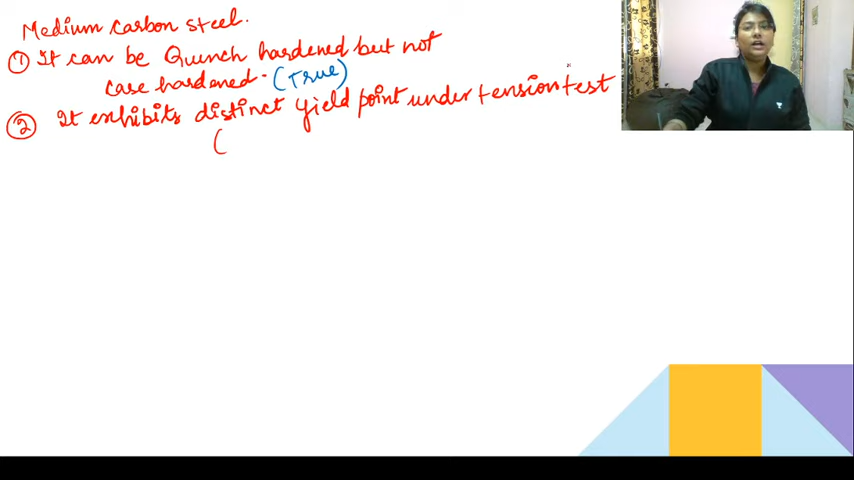 Medium carbon steel.
① It can be Qunch hardened but not
case hardened. (True)
② It exhibits distinct yield point under tension test
(